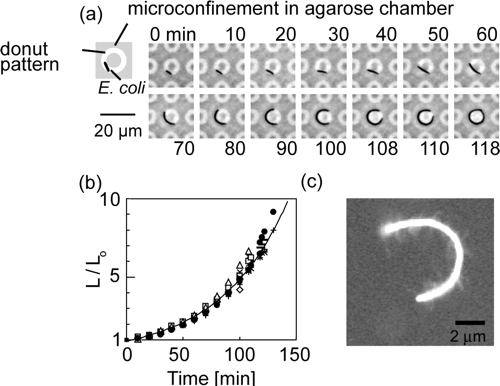 (a)
microconfinement in agarose chamber
donut
pattern
E. coli
20 µm
0 min 10 20 30 40 50 60
70 80 90 100 108 110 118
(b)
10
5
1
L / Lo
0 50 100 150
Time [min]
(c)
2 µm